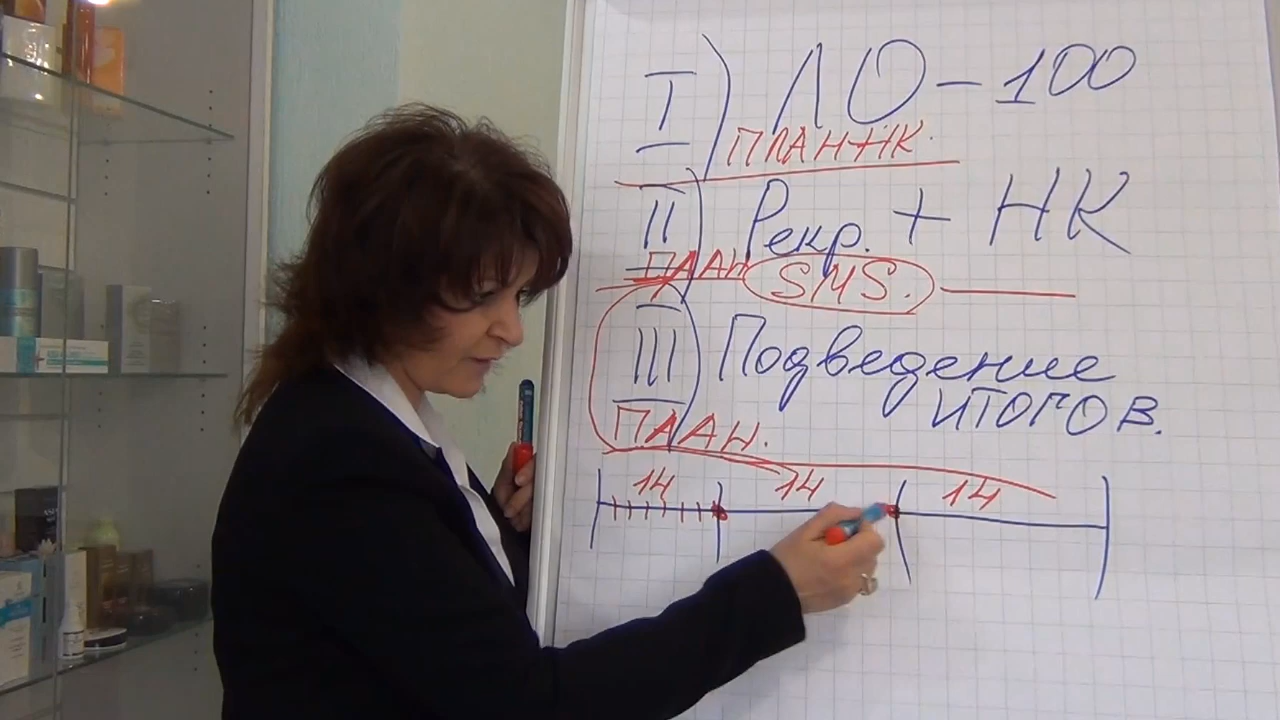 I) ЛО - 100
ПЛАН+НК.
II) Рекр. + НК
ПЛАН SMS.
III) Подведение
итогов.
ПЛАН.
14 14 14